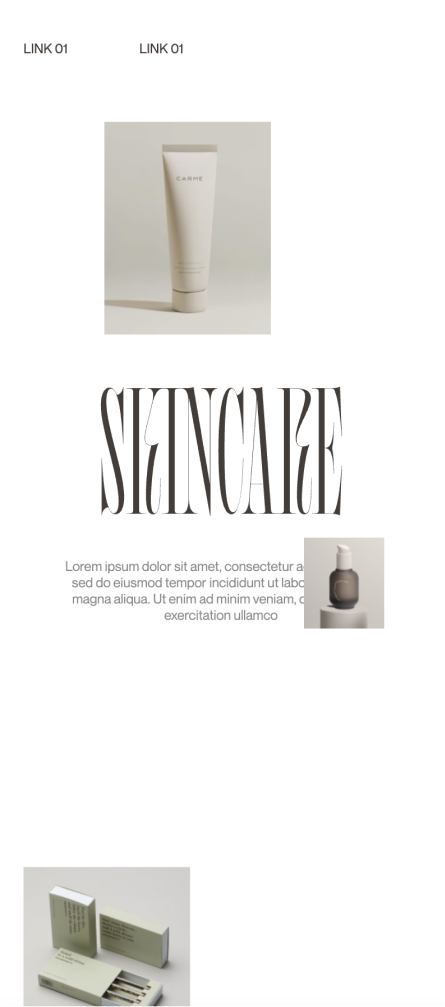 LINK 01 LINK 01
CARME
SKINCARE
Lorem ipsum dolor sit amet, consectetur
sed do eiusmod tempor incididunt ut
magna aliqua. Ut enim ad minim veniam,
exercitation ullamco